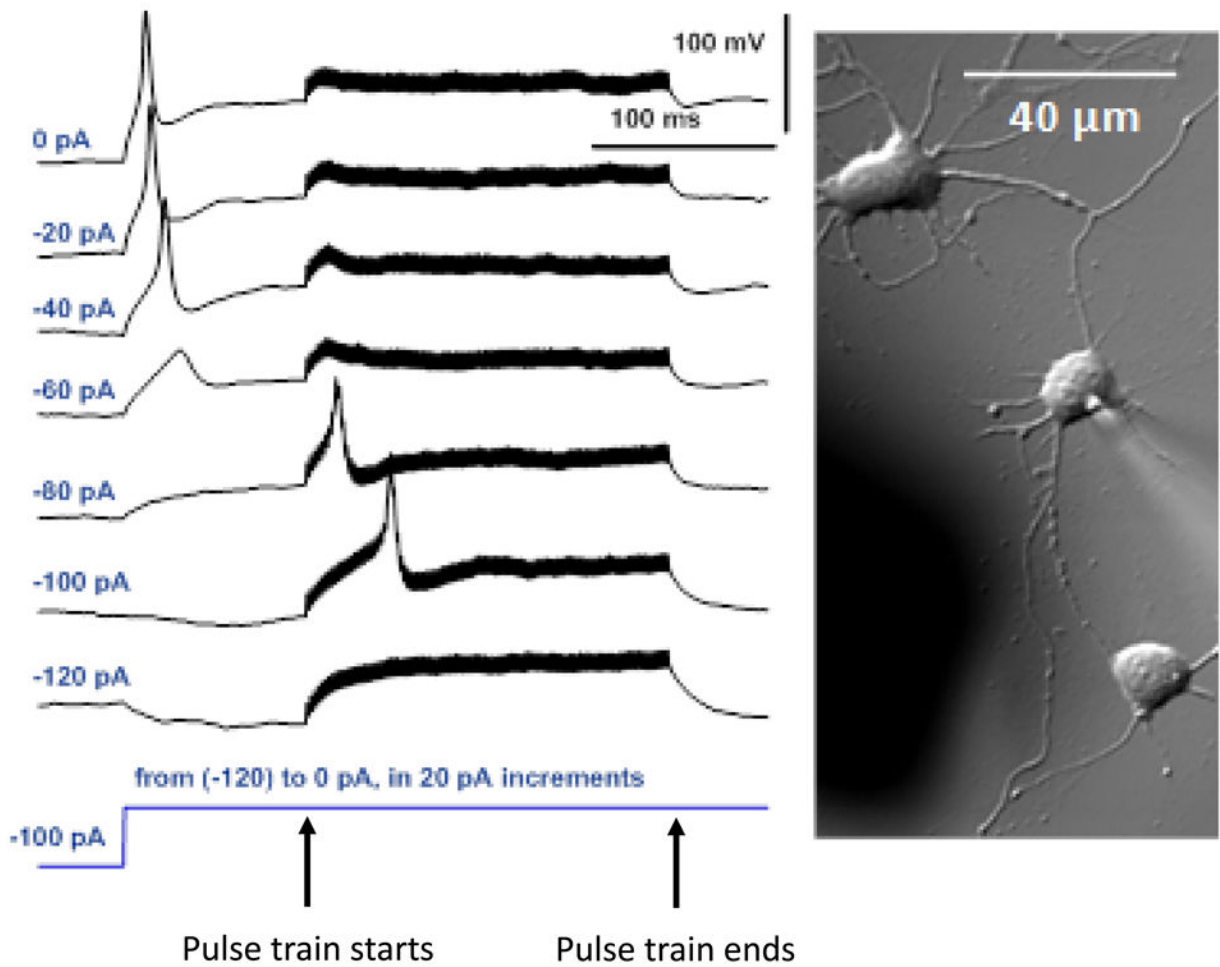 100 mV
100 ms
0 pA
-20 pA
-40 pA
-60 pA
-80 pA
-100 pA
-120 pA
from (-120) to 0 pA, in 20 pA increments
-100 pA
Pulse train starts
Pulse train ends
40 µm